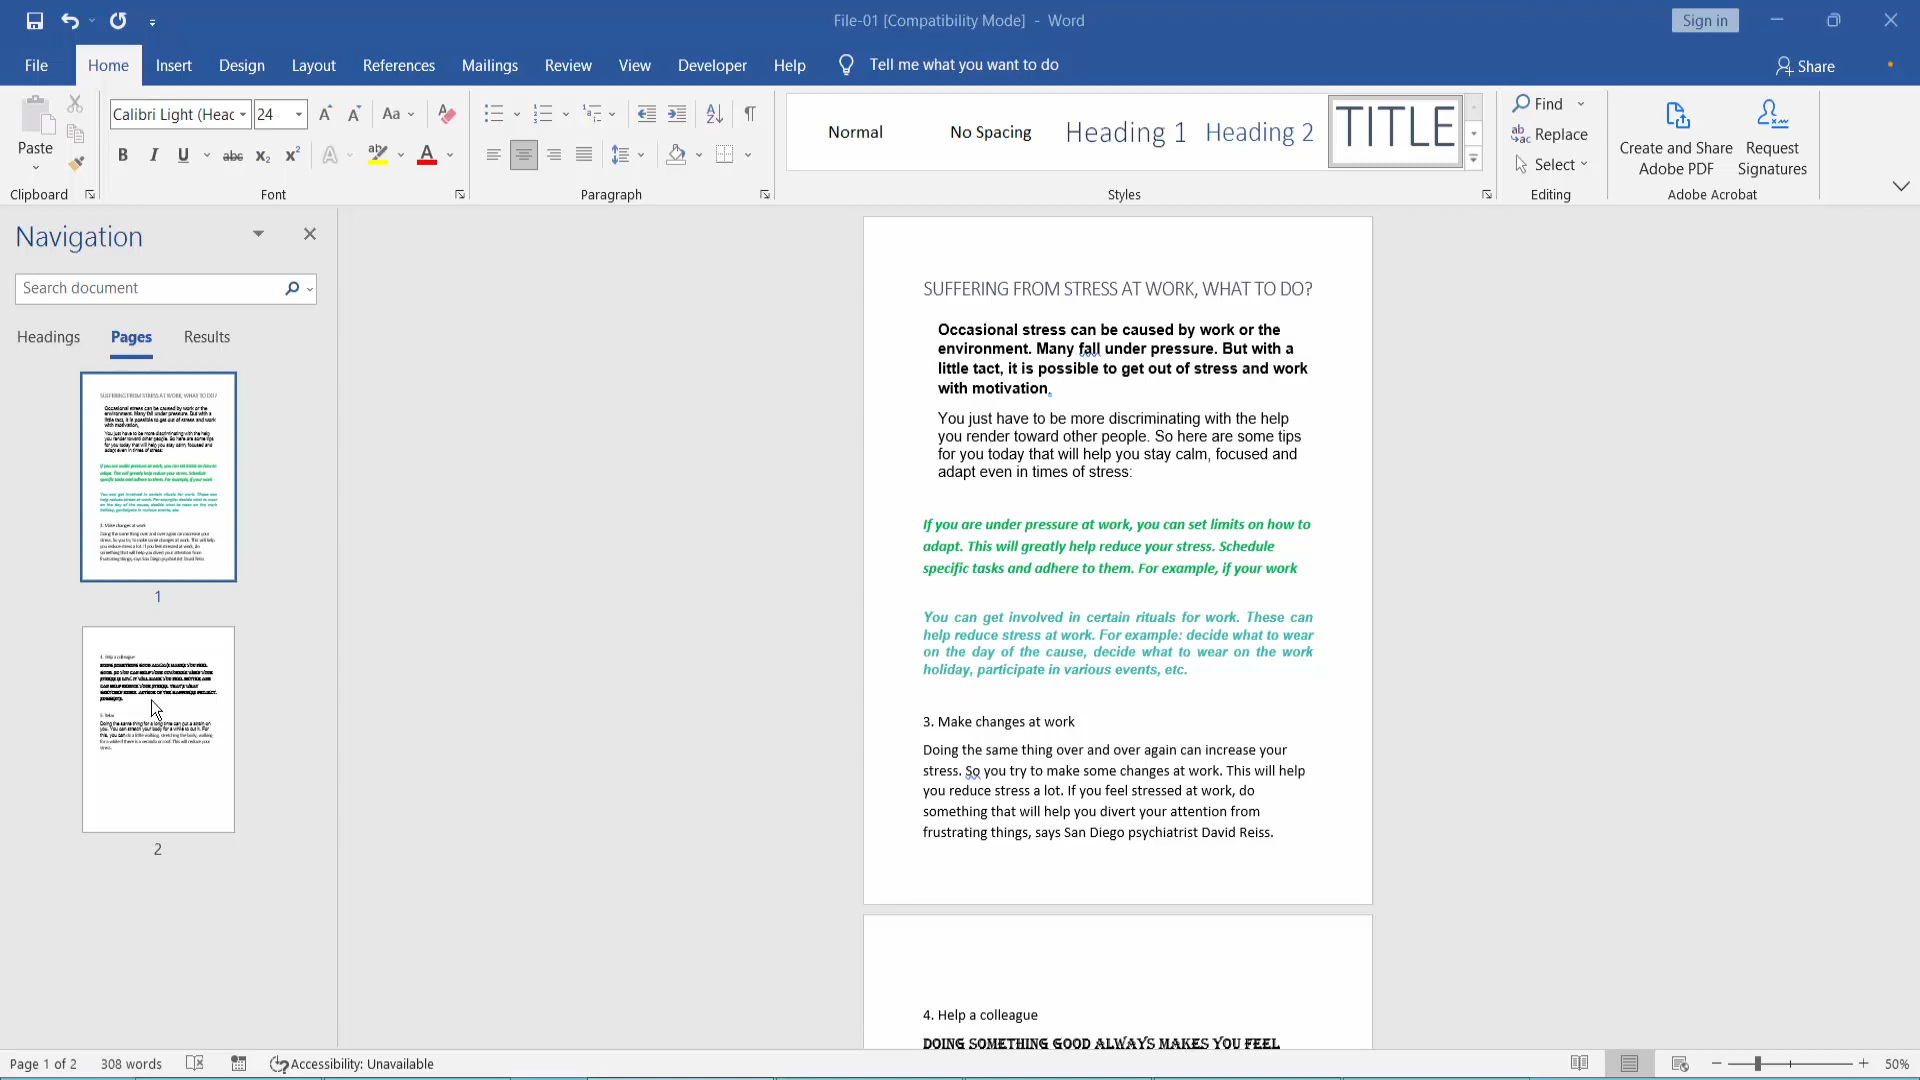 File-01 [Compatibility Mode] - Word
Sign in
File Home Insert Design Layout References Mailings Review View Developer Help Tell me what you want to do
Share
Paste
Clipboard
Calibri Light (Heac 24
Aa
B I U abc x₂ x² A A
Font
Paragraph
Normal No Spacing Heading 1 Heading 2 TITLE
Styles
Find
Replace
Select
Editing
Create and Share Adobe PDF
Request Signatures
Adobe Acrobat
Navigation
Search document
Headings Pages Results
1
2
SUFFERING FROM STRESS AT WORK, WHAT TO DO?
Occasional stress can be caused by work or the
environment. Many fall under pressure. But with a
little tact, it is possible to get out of stress and work
with motivation,
You just have to be more discriminating with the help
you render toward other people. So here are some tips
for you today that will help you stay calm, focused and
adapt even in times of stress:
If you are under pressure at work, you can set limits on how to
adapt. This will greatly help reduce your stress. Schedule
specific tasks and adhere to them. For example, if your work
You can get involved in certain rituals for work. These can
help reduce stress at work. For example: decide what to wear
on the day of the cause, decide what to wear on the work
holiday, participate in various events, etc.
3. Make changes at work
Doing the same thing over and over again can increase your
stress. So you try to make some changes at work. This will help
you reduce stress a lot. If you feel stressed at work, do
something that will help you divert your attention from
frustrating things, says San Diego psychiatrist David Reiss.
4. Help a colleague
DOING SOMETHING GOOD ALWAYS MAKES YOU FEEL
Page 1 of 2 308 words Accessibility: Unavailable
50%